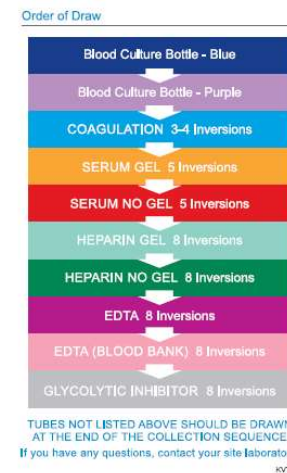 Order of Draw
Blood Culture Bottle - Blue
Blood Culture Bottle - Purple
COAGULATION 3-4 Inversions
SERUM GEL 5 Inversions
SERUM NO GEL 5 Inversions
HEPARIN GEL 8 Inversions
HEPARIN NO GEL 8 Inversions
EDTA 8 Inversions
EDTA (BLOOD BANK) 8 Inversions
GLYCOLYTIC INHIBITOR 8 Inversions
TUBES NOT LISTED ABOVE SHOULD BE DRAWN
AT THE END OF THE COLLECTION SEQUENCE
If you have any questions, contact your site laborato